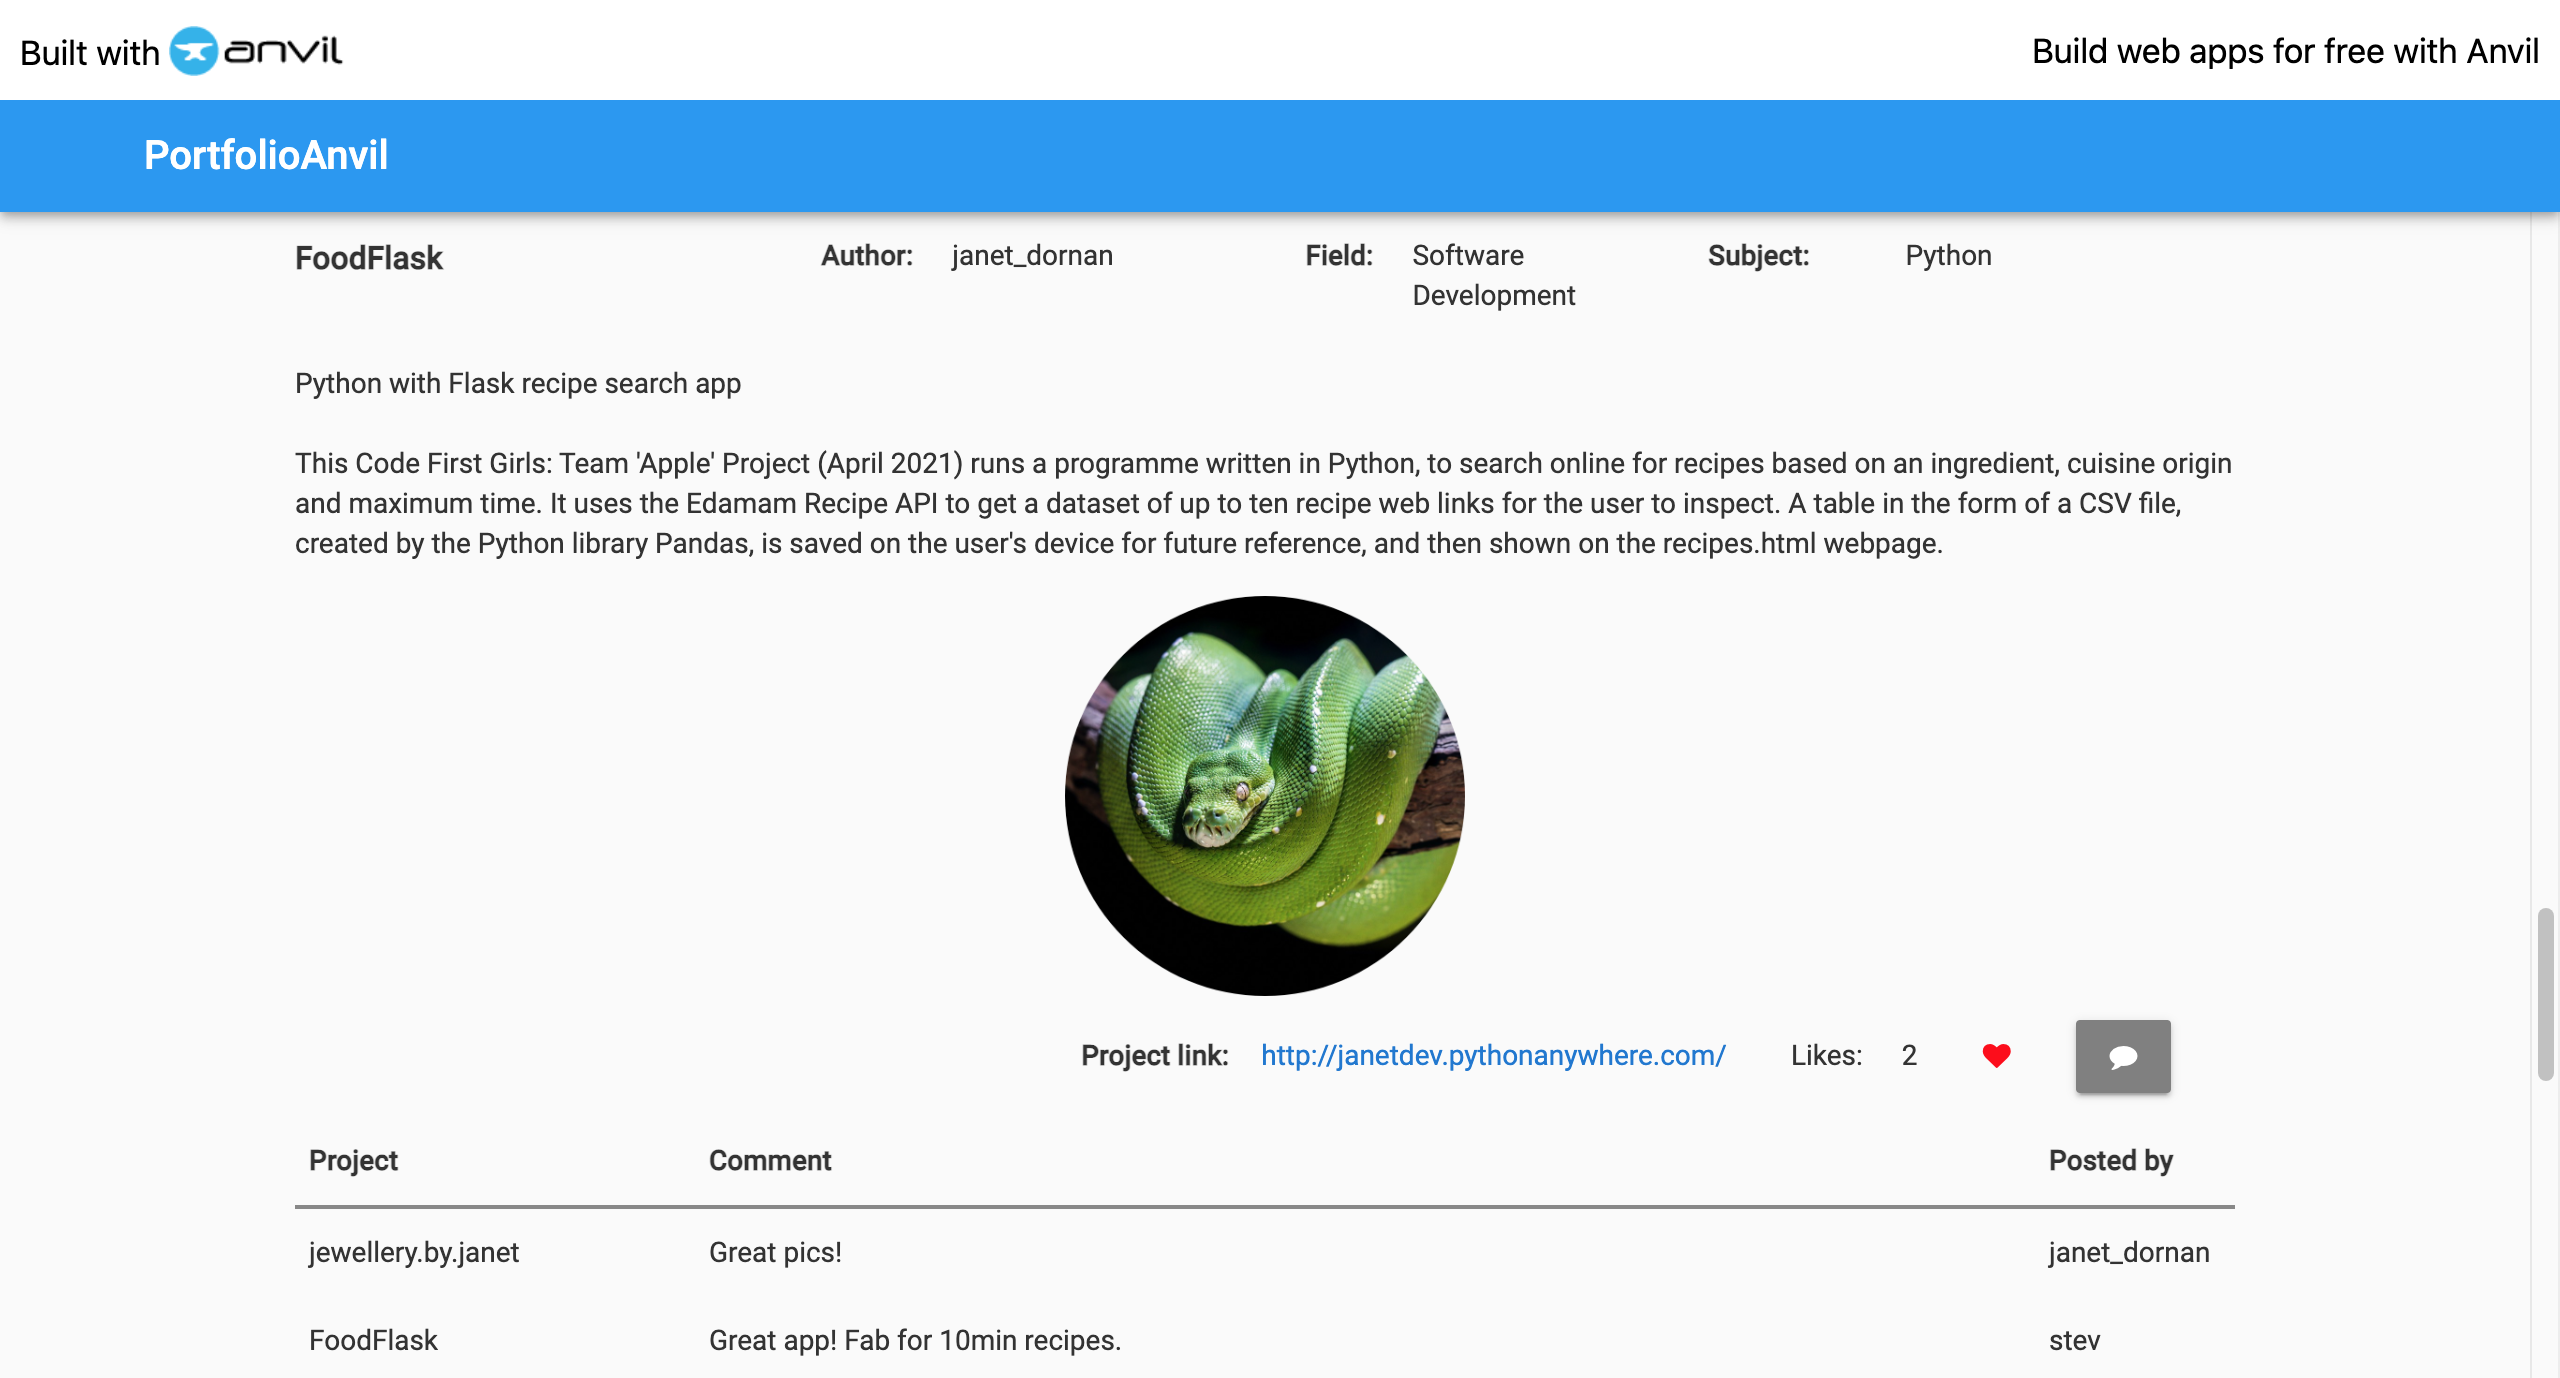 Built with anvil
Build web apps for free with Anvil
PortfolioAnvil
FoodFlask
Author: janet_dornan
Field: Software
Development
Subject: Python
Python with Flask recipe search app
This Code First Girls: Team 'Apple' Project (April 2021) runs a programme written in Python, to search online for recipes based on an ingredient, cuisine origin
and maximum time. It uses the Edamam Recipe API to get a dataset of up to ten recipe web links for the user to inspect. A table in the form of a CSV file,
created by the Python library Pandas, is saved on the user's device for future reference, and then shown on the recipes.html webpage.
Project link: http://janetdev.pythonanywhere.com/ Likes: 2
Project Comment Posted by
jewellery.by.janet Great pics! janet_dornan
FoodFlask Great app! Fab for 10min recipes. stev